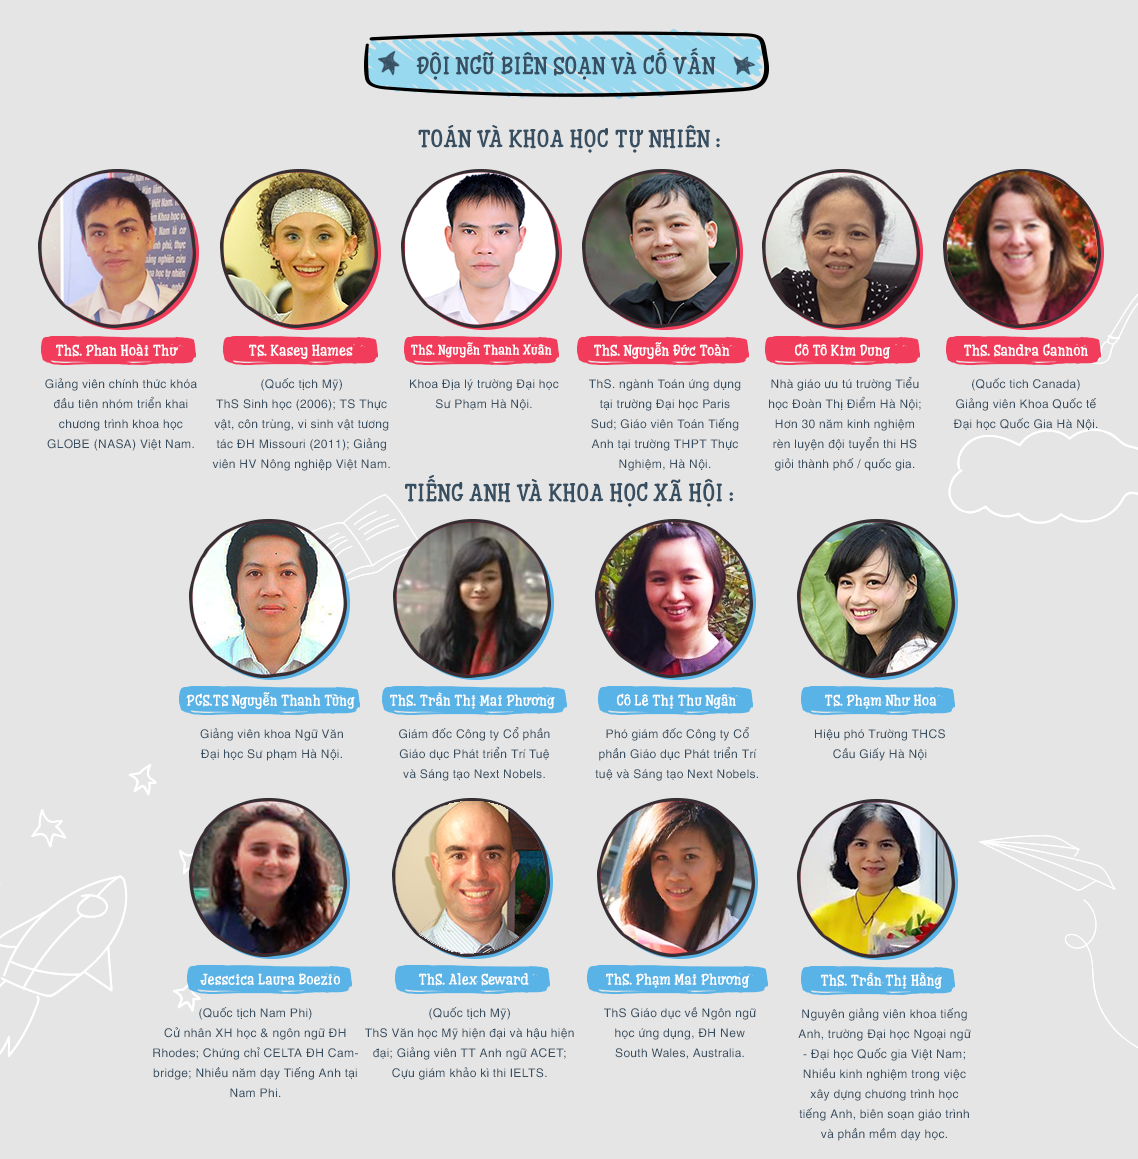 ĐỘI NGŨ BIÊN SOẠN VÀ CỐ VẤN
TOÁN VÀ KHOA HỌC TỰ NHIÊN :
ThS. Phan Hoài Thư
Giảng viên chính thức khóa
đầu tiên nhóm triển khai
chương trình khoa học
GLOBE (NASA) Việt Nam.
TS. Kasey Hames
(Quốc tịch Mỹ)
ThS Sinh học (2006); TS Thực
vật, côn trùng, vi sinh vật tương
tác ĐH Missouri (2011); Giảng
viên HV Nông nghiệp Việt Nam.
ThS. Nguyễn Thanh Xuân
Khoa Địa lý trường Đại học
Sư Phạm Hà Nội.
ThS. Nguyễn Đức Toàn
ThS. ngành Toán ứng dụng
tại trường Đại học Paris
Sud; Giáo viên Toán Tiếng
Anh tại trường THPT Thực
Nghiệm, Hà Nội.
Cô Tô Kim Dung
Nhà giáo ưu tú trường Tiểu
học Đoàn Thị Điểm Hà Nội;
Hơn 30 năm kinh nghiệm
rèn luyện đội tuyển thi HS
giỏi thành phố / quốc gia.
ThS. Sandra Gannon
(Quốc tich Canada)
Giảng viên Khoa Quốc tế
Đại học Quốc Gia Hà Nội.
TIẾNG ANH VÀ KHOA HỌC XÃ HỘI :
PGS.TS Nguyễn Thanh Tùng
Giảng viên khoa Ngữ Văn
Đại học Sư phạm Hà Nội.
ThS. Trần Thị Mai Phương
Giám đốc Công ty Cổ phần
Giáo dục Phát triển Trí Tuệ
và Sáng tạo Next Nobels.
Cô Lê Thị Thu Ngân
Phó giám đốc Công ty Cổ
phần Giáo dục Phát triển Trí
tuệ và Sáng tạo Next Nobels.
TS. Phạm Như Hoa
Hiệu phó Trường THCS
Cầu Giấy Hà Nội
Jesscica Laura Boezio
(Quốc tịch Nam Phi)
Cử nhân XH học & ngôn ngữ ĐH
Rhodes; Chứng chỉ CELTA ĐH Cam-
bridge; Nhiều năm dạy Tiếng Anh tại
Nam Phi.
ThS. Alex Seward
(Quốc tịch Mỹ)
ThS Văn học Mỹ hiện đại và hậu hiện
đại; Giảng viên TT Anh ngữ ACET;
Cựu giám khảo kì thi IELTS.
ThS. Phạm Mai Phương
ThS Giáo dục về Ngôn ngữ
học ứng dụng, ĐH New
South Wales, Australia.
ThS. Trần Thị Hằng
Nguyên giảng viên khoa tiếng
Anh, trường Đại học Ngoại ngữ
- Đại học Quốc gia Việt Nam;
Nhiều kinh nghiệm trong việc
xây dựng chương trình học
tiếng Anh, biên soạn giáo trình
và phần mềm dạy học.